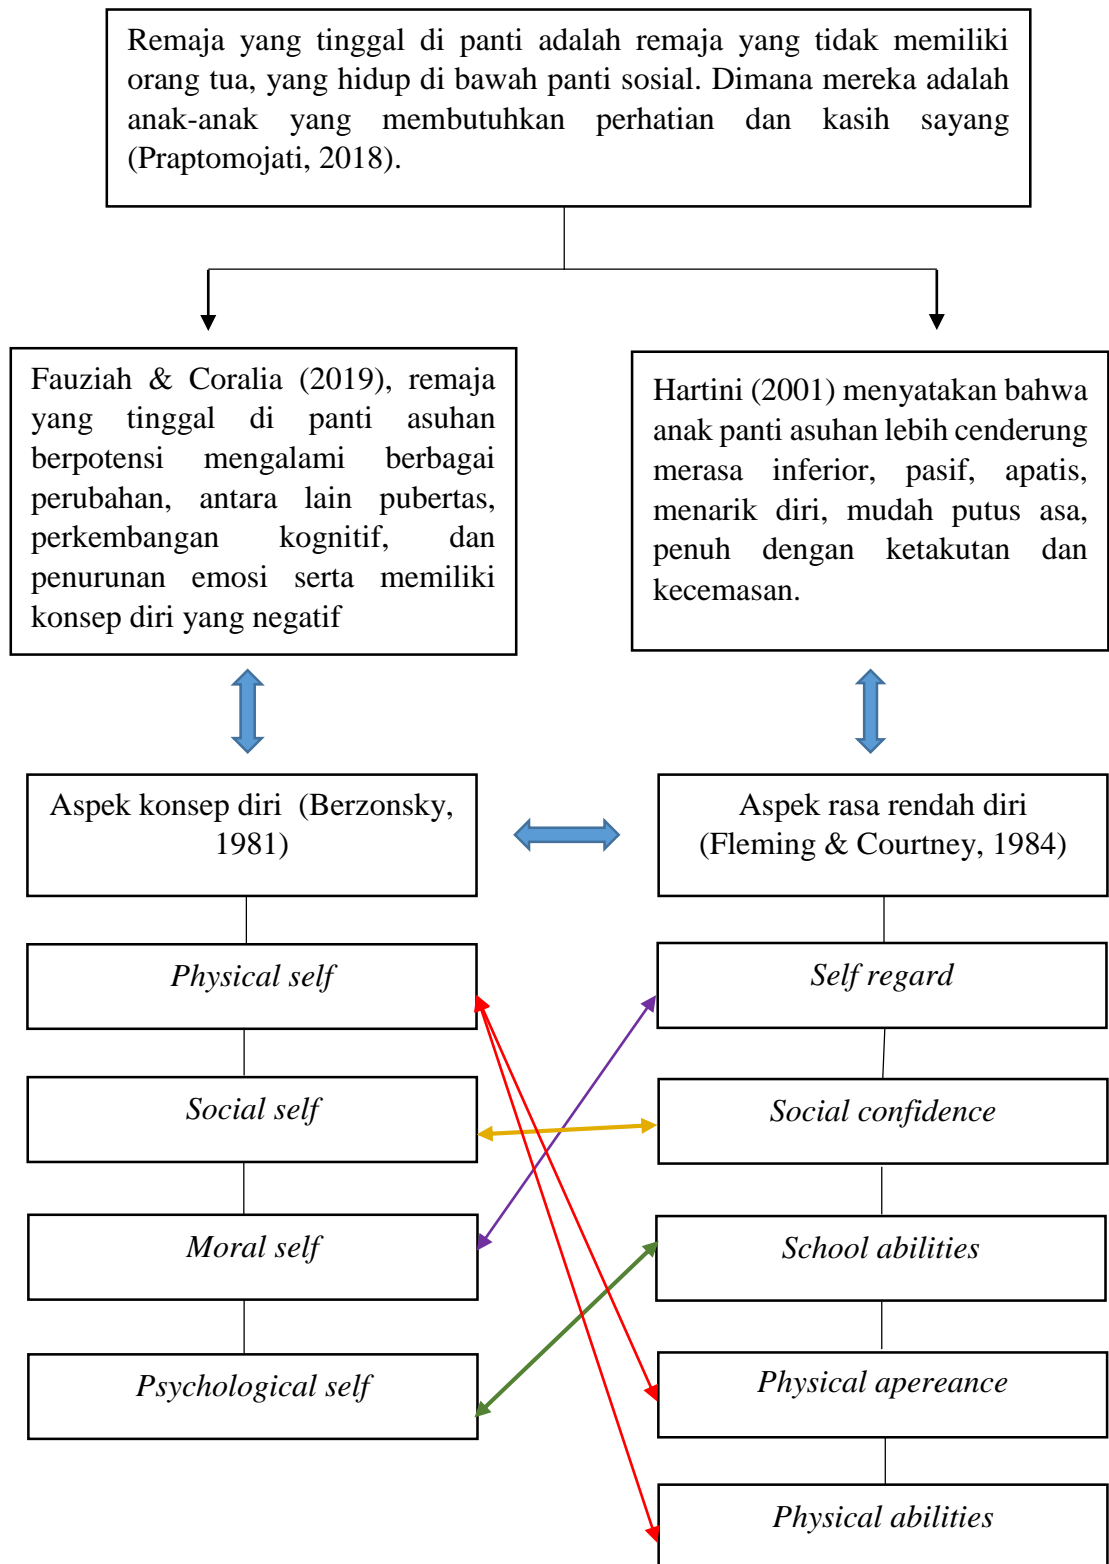 Remaja yang tinggal di panti adalah remaja yang tidak memiliki
orang tua, yang hidup di bawah panti sosial. Dimana mereka adalah
anak-anak yang membutuhkan perhatian dan kasih sayang
(Praptomojati, 2018).
Fauziah & Coralia (2019), remaja
yang tinggal di panti asuhan
berpotensi mengalami berbagai
perubahan, antara lain pubertas,
perkembangan kognitif, dan
penurunan emosi serta memiliki
konsep diri yang negatif
Hartini (2001) menyatakan bahwa
anak panti asuhan lebih cenderung
merasa inferior, pasif, apatis,
menarik diri, mudah putus asa,
penuh dengan ketakutan dan
kecemasan.
Aspek konsep diri (Berzonsky,
1981)
Aspek rasa rendah diri
(Fleming & Courtney, 1984)
Physical self
Self regard
Social self
Social confidence
Moral self
School abilities
Psychological self
Physical apereance
Physical abilities